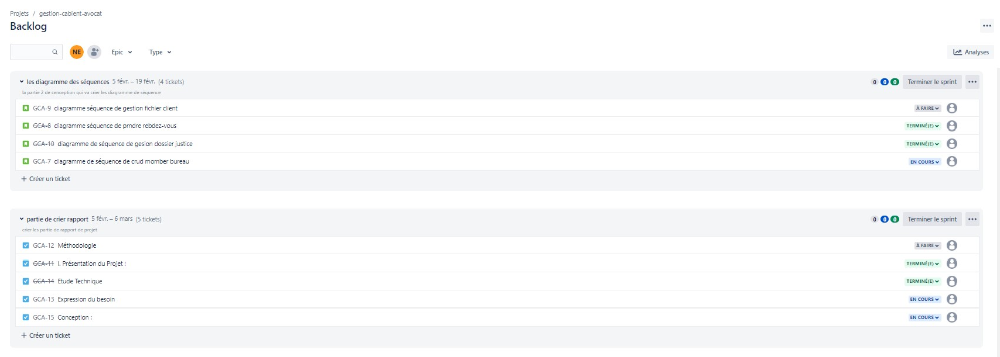 Projets / gestion-cabient-avocat
Backlog
NE Epic Type Analyses
les diagramme des séquences 5 févr. – 19 févr. (4 tickets) 0 0 0 Terminer le sprint
la partie 2 de cenception qui va crier les diagramme de séquence
GCA-9 diagramme séquence de gestion fichier client À FAIRE
GCA-8 diagramme séquence de prndre rebdez-vous TERMINÉ(E)
GCA-10 diagramme de séquence de gesion dossier justice TERMINÉ(E)
GCA-7 diagramme de séquence de crud momber bureau EN COURS
+ Créer un ticket
partie de crier rapport 5 févr. – 6 mars (5 tickets) 0 0 0 Terminer le sprint
crier les partie de rapport de projet
GCA-12 Méthodologie À FAIRE
GCA-11 I. Présentation du Projet : TERMINÉ(E)
GCA-14 Etude Technique TERMINÉ(E)
GCA-13 Expression du besoin EN COURS
GCA-15 Conception : EN COURS
+ Créer un ticket